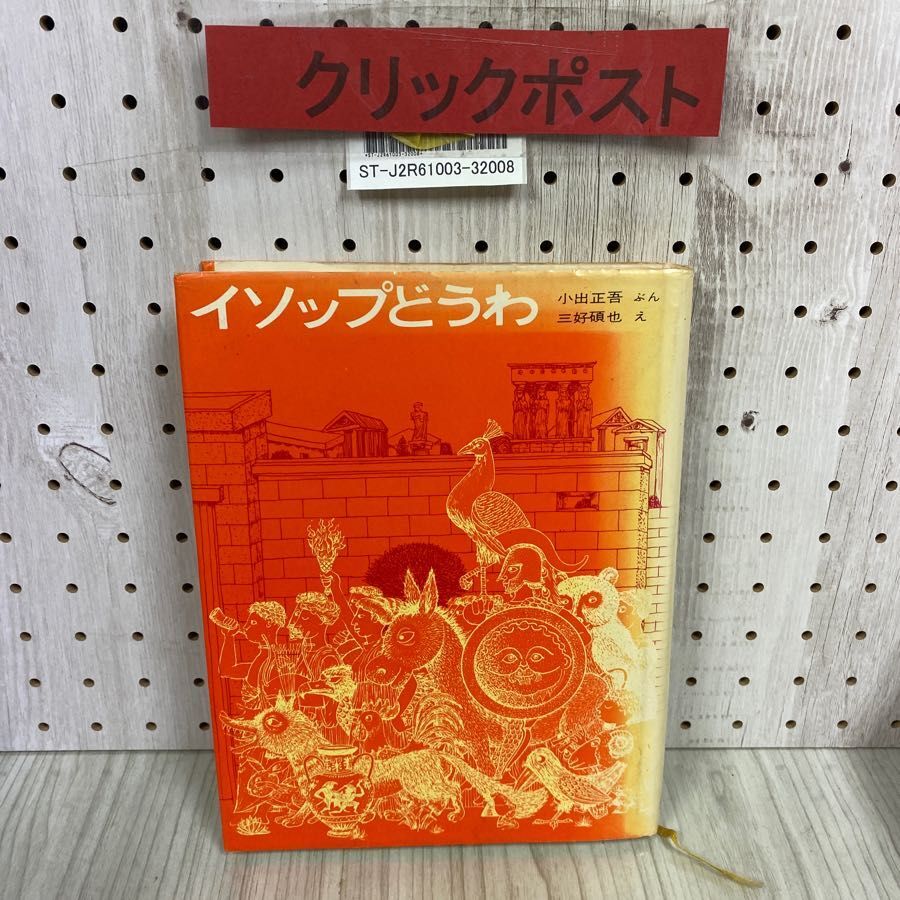 クリックポスト
ST-J2R61003-32008
イソップどうわ
小出正吾 ぶん
三好碩也 え